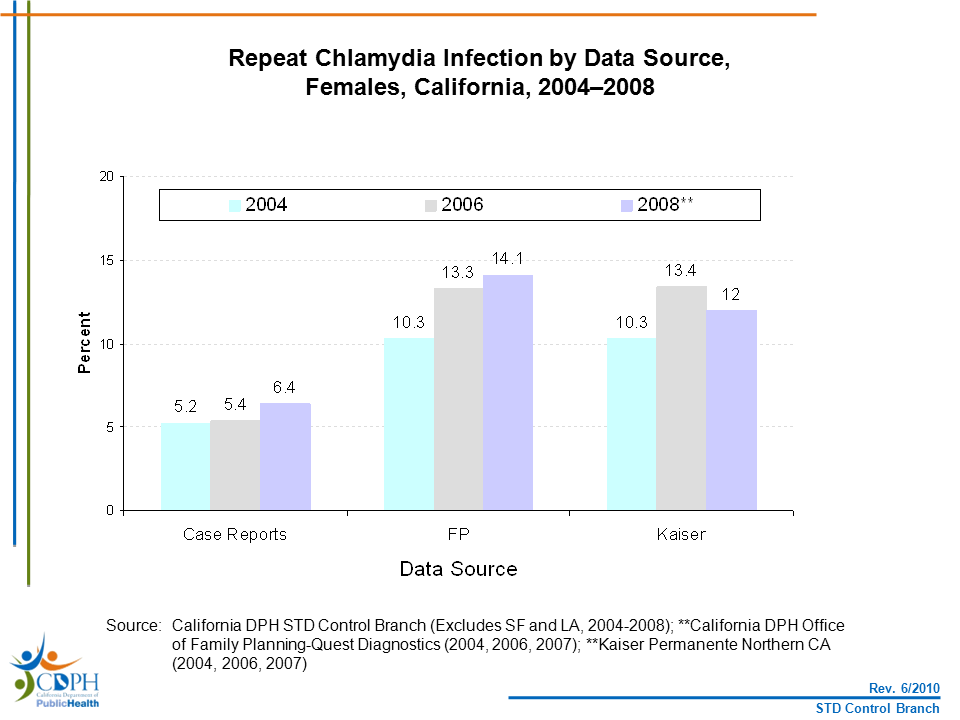 Repeat Chlamydia Infection by Data Source,
Females, California, 2004–2008
20
2004 2006 2008**
15
10
5
0
Percent
5.2 5.4 6.4
10.3 13.3 14.1
10.3 13.4 12
Case Reports FP Kaiser
Data Source
Source: California DPH STD Control Branch (Excludes SF and LA, 2004-2008); **California DPH Office
of Family Planning-Quest Diagnostics (2004, 2006, 2007); **Kaiser Permanente Northern CA
(2004, 2006, 2007)
CDPH
California Department of
PublicHealth
Rev. 6/2010
STD Control Branch